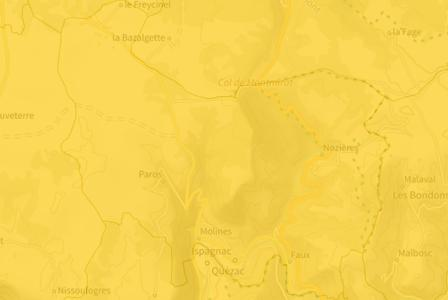 le Freycinel
mont
la Bazalgette
la Fage
Col de Montmirat
uveterre
Nozières
Paros
Malaval
Les Bondons
Molines
Ispagnac
Quézac
Faux
Malbosc
Nissoulogres